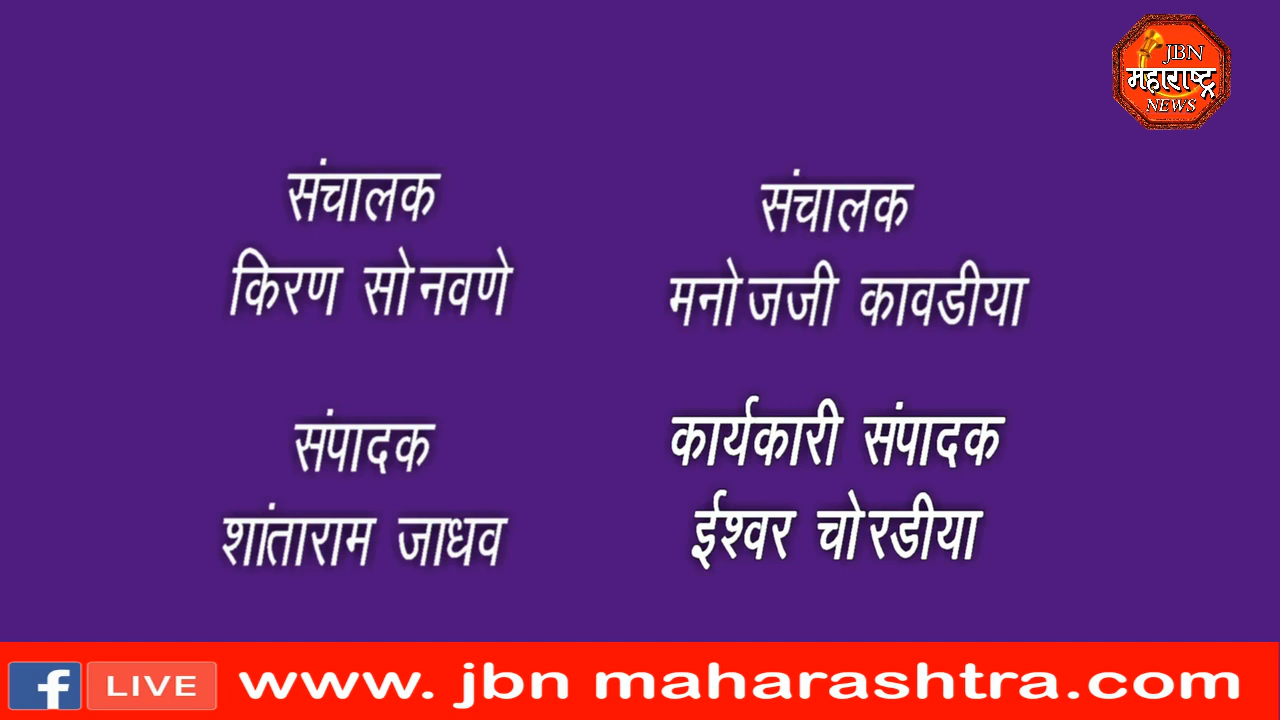 JBN
महाराष्ट्र
NEWS
संचालक
किरण सोनवणे
संचालक
मनोजजी कावडीया
संपादक
शांताराम जाधव
कार्यकारी संपादक
ईश्वर चोरडीया
f LIVE www. jbn maharashtra.com